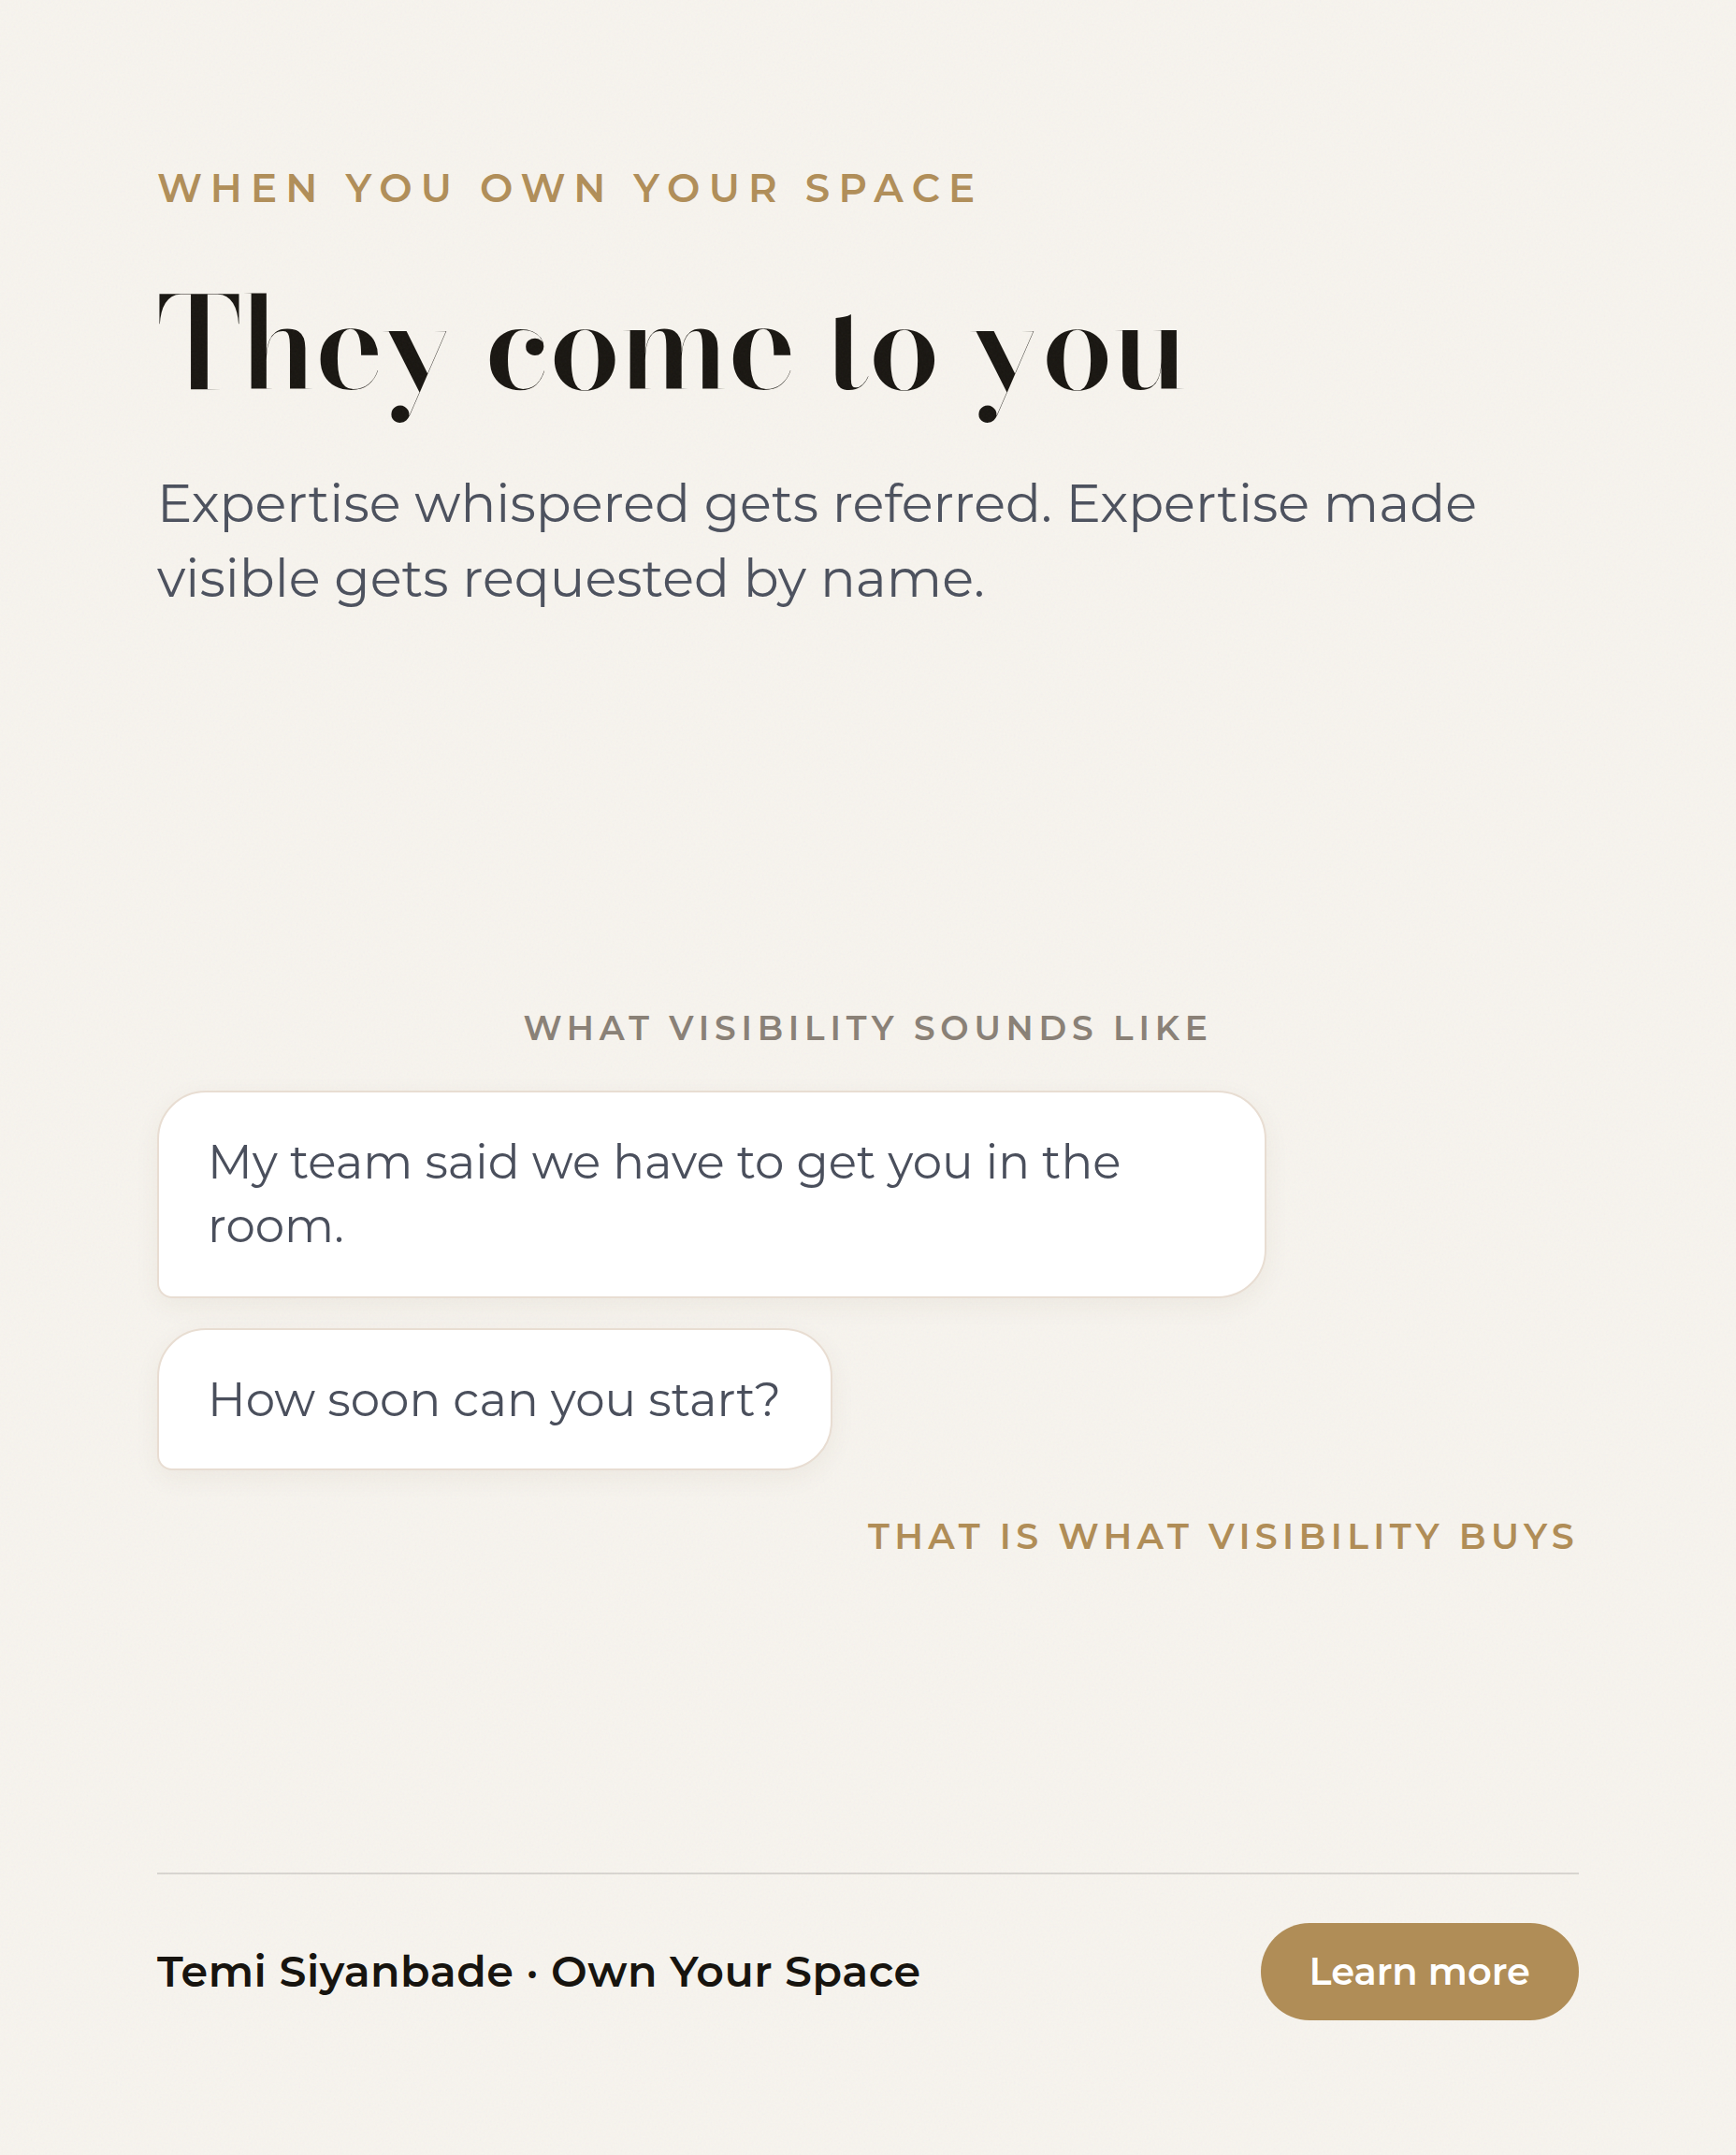 WHEN YOU OWN YOUR SPACE
They come to you
Expertise whispered gets referred. Expertise made
visible gets requested by name.
WHAT VISIBILITY SOUNDS LIKE
My team said we have to get you in the
room.
How soon can you start?
THAT IS WHAT VISIBILITY BUYS
Temi Siyanbade · Own Your Space
Learn more